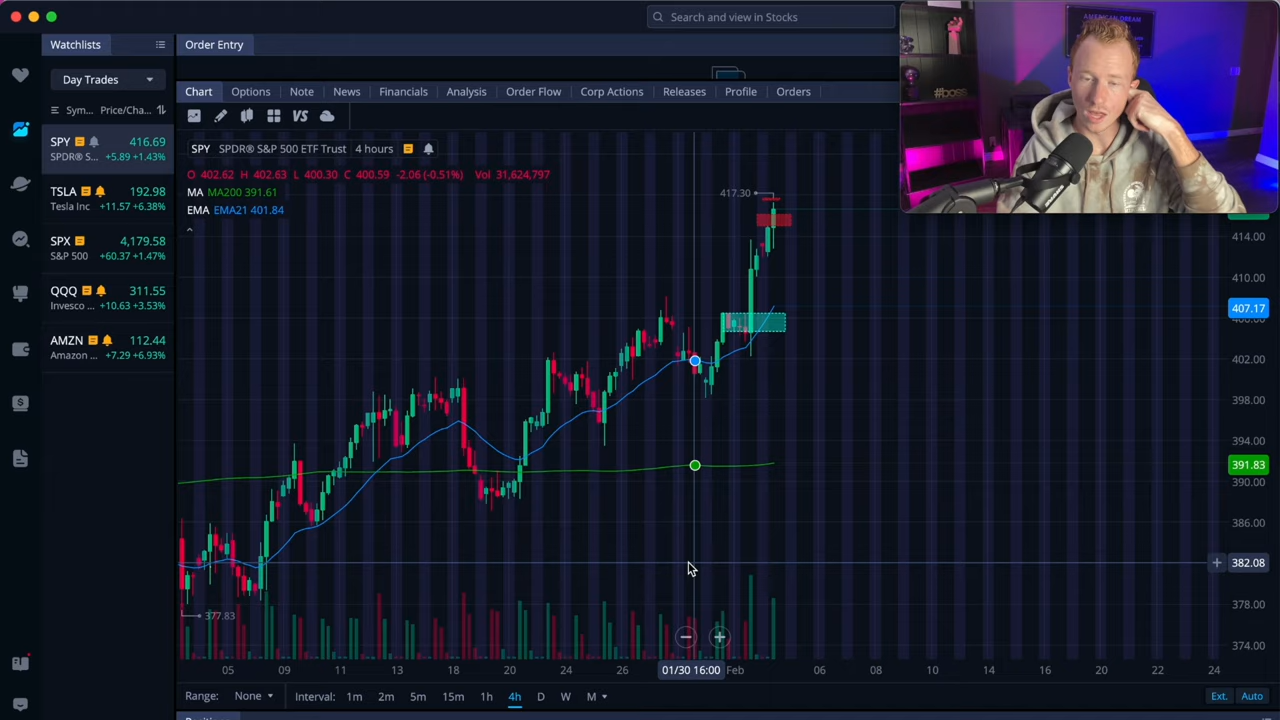 Search and view in Stocks
AMERICAN DREAM
#boss
Watchlists
Order Entry
Day Trades
Chart Options Note News Financials Analysis Order Flow Corp Actions Releases Profile Orders
Sym... Price/Cha...
VS
SPY 416.69
SPDR® S... +5.89 +1.43%
TSLA 192.98
Tesla Inc +11.57 +6.38%
SPX 4,179.58
S&P 500 +60.37 +1.47%
QQQ 311.55
Invesco ... +10.63 +3.53%
AMZN 112.44
Amazon ... +7.29 +6.93%
SPY SPDR® S&P 500 ETF Trust 4 hours
O 402.62 H 402.63 L 400.30 C 400.59 -2.06 (-0.51%) Vol 31,624,797
MA MA200 391.61
EMA EMA21 401.84
417.30
377.83
414.00
410.00
407.17
402.00
398.00
394.00
391.83
390.00
386.00
382.08
378.00
374.00
05 09 11 13 18 20 24 26 01/30 16:00 Feb 06 08 10 14 16 20 22 24
Range: None Interval: 1m 2m 5m 15m 1h 4h D W M Ext. Auto